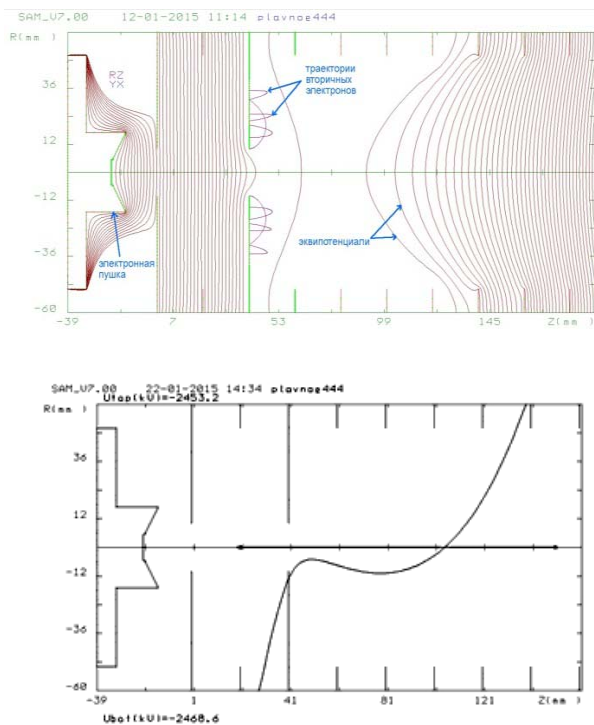 SAM_V7.00 12-01-2015 11:14 plavnoe444
R(mm )
36
12
-12
-36
-60
RZ
YX
траектории
вторичных
электронов
эквипотенциали
электронная
пушка
-39 7 53 99 145 Z(mm )
SAM_V7.00 22-01-2015 14:34 plavnoe444
Utop(kV)=-2453.2
R(mm )
36
12
-12
-36
-60
-39 1 41 81 121 Z(mm )
Ubot(kV)=-2468.6